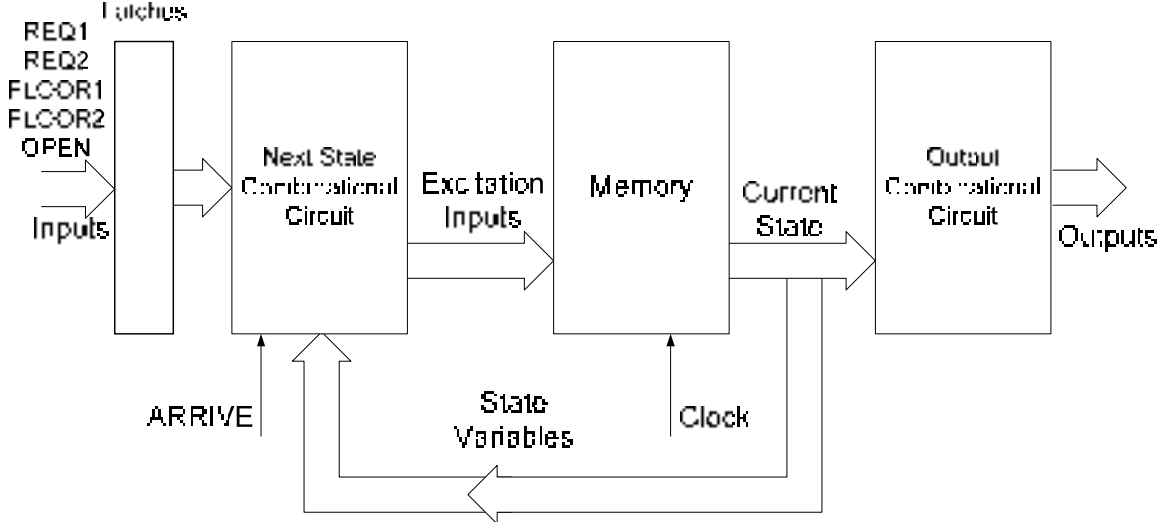 Latches
REQ1
REQ2
FLOOR1
FLOOR2
OPEN
Inputs
Next State
Combinational
Circuit
Excitation
Inputs
Memory
Current
State
Output
Combinational
Circuit
Outputs
ARRIVE
State
Variables
Clock